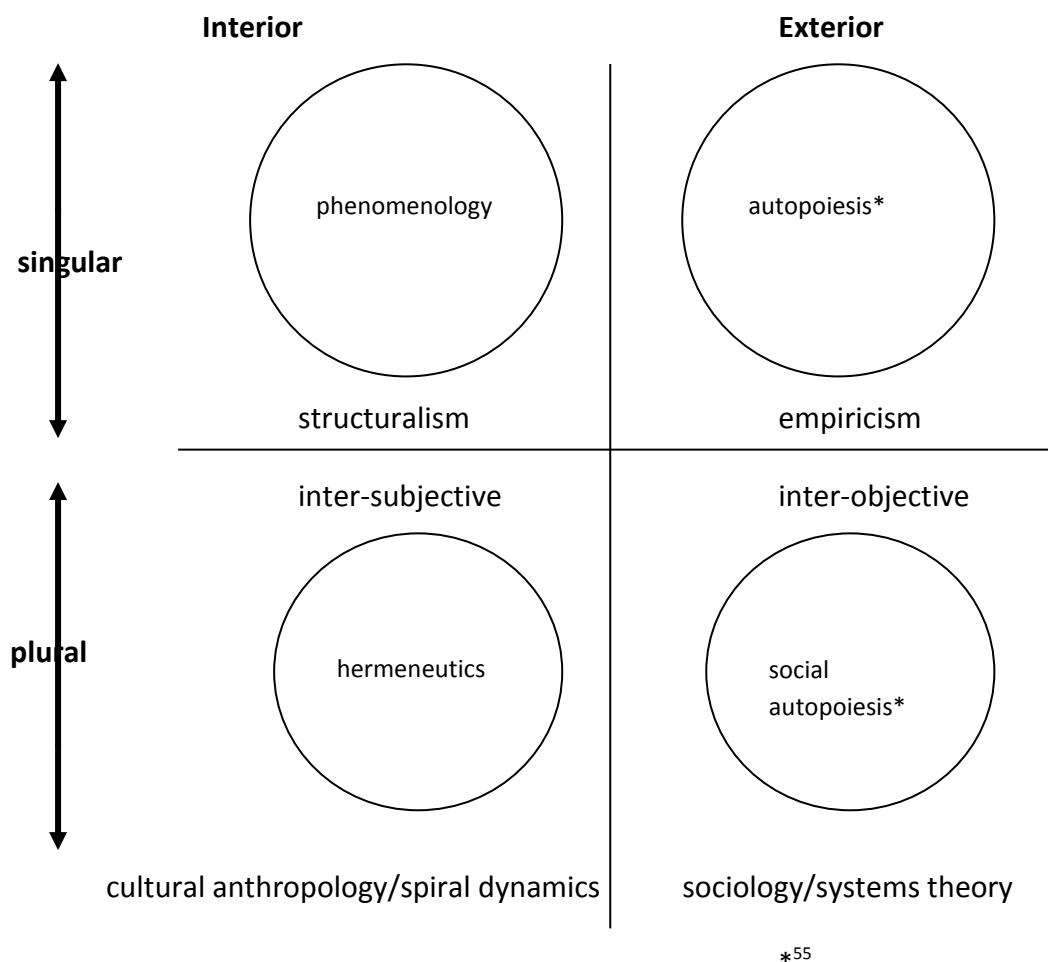 Interior
Exterior
phenomenology
autopoiesis*
singular
structuralism
empiricism
inter-subjective
inter-objective
plural
hermeneutics
social
autopoiesis*
cultural anthropology/spiral dynamics
sociology/systems theory
*55